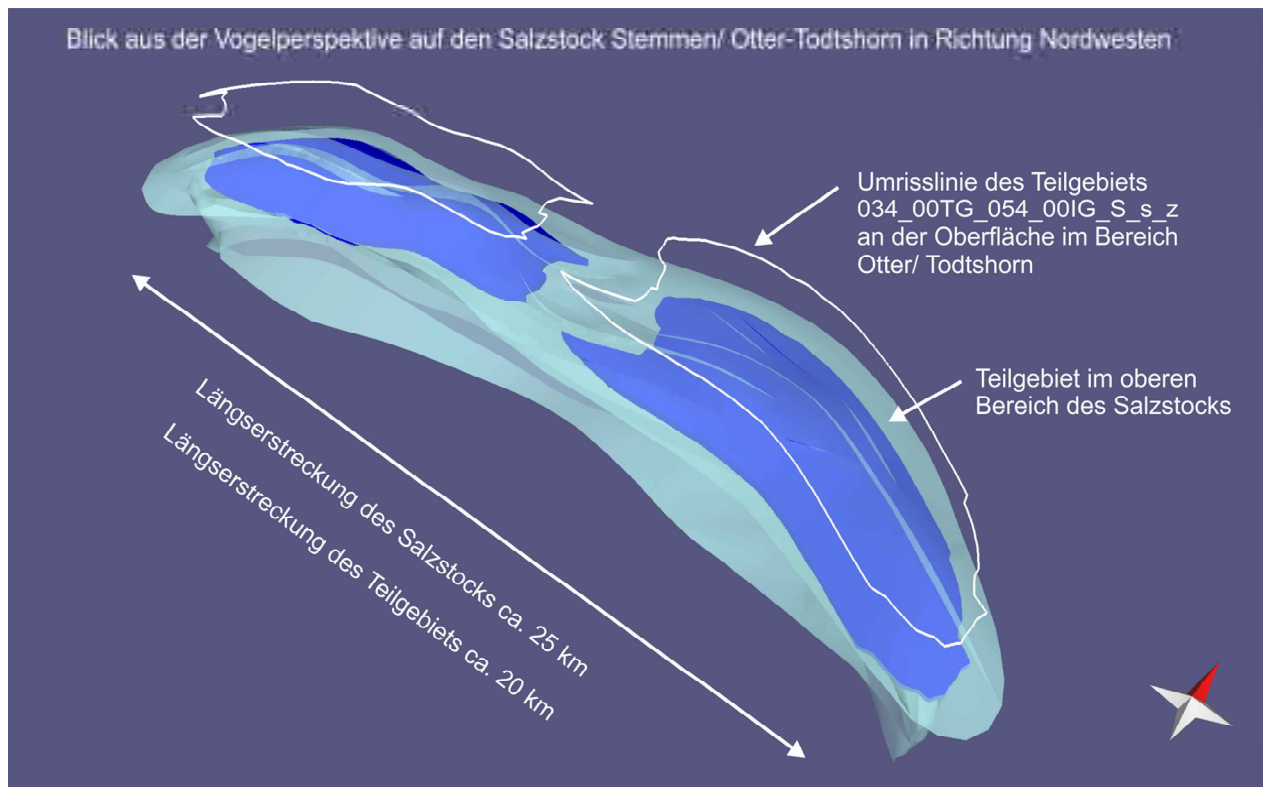 Blick aus der Vogelperspektive auf den Salzstock Stemmen/ Otter-Todtshorn in Richtung Nordwesten
Umrisslinie des Teilgebiets
034_00TG_054_00IG_S_s_z
an der Oberfläche im Bereich
Otter/ Todtshorn
Teilgebiet im oberen
Bereich des Salzstocks
Längserstreckung des Salzstocks ca. 25 km
Längserstreckung des Teilgebiets ca. 20 km